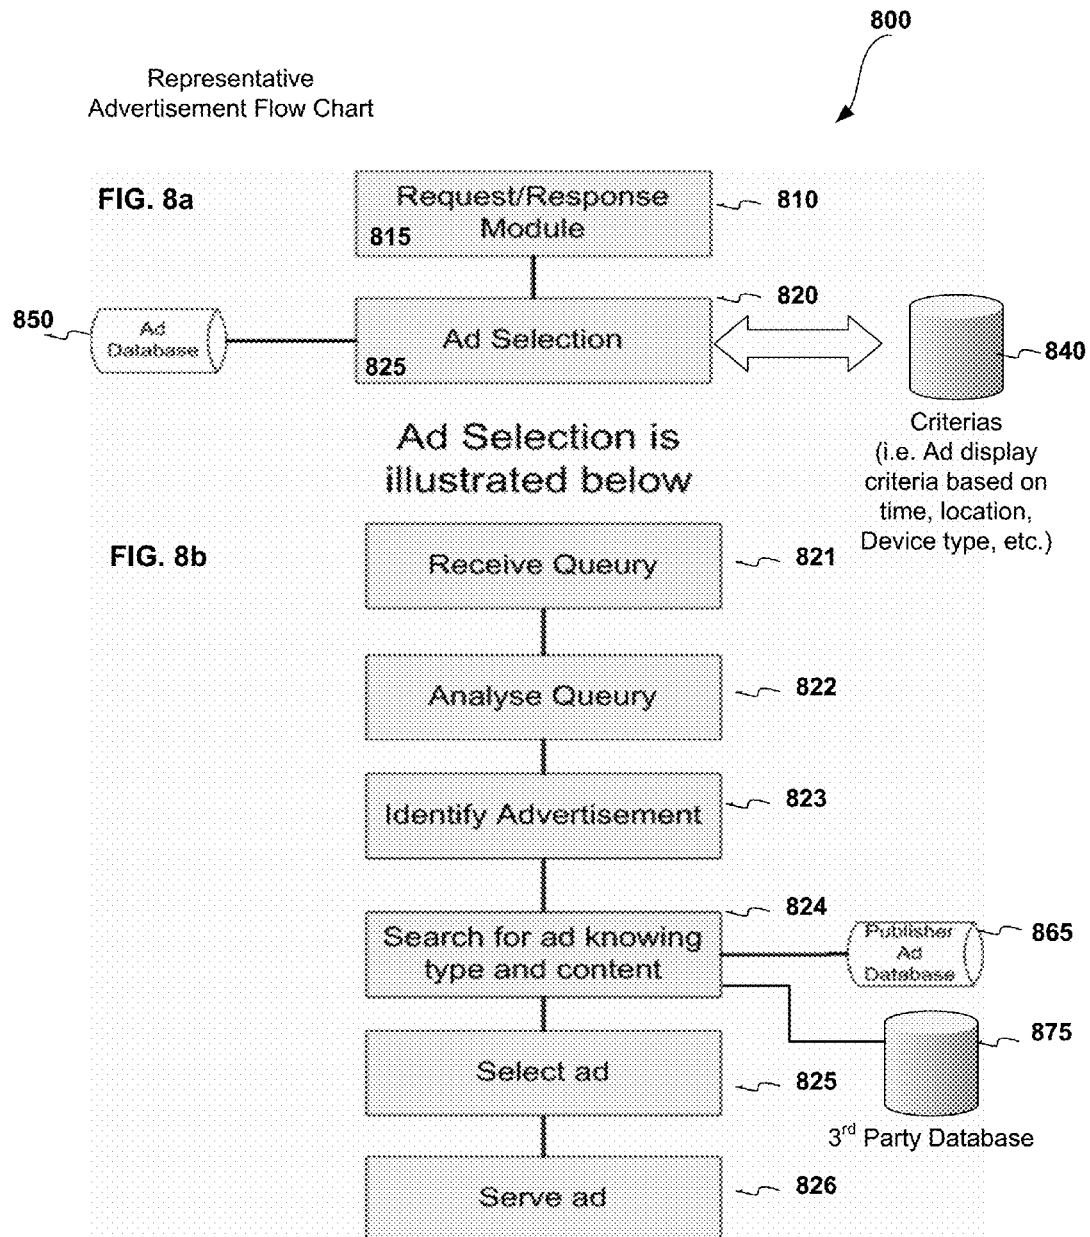 800
Representative
Advertisement Flow Chart
FIG. 8a
Request/Response
Module
815
810
820
850
Ad
Database
Ad Selection
825
840
Criterias
(i.e. Ad display
criteria based on
time, location,
Device type, etc.)
Ad Selection is
illustrated below
FIG. 8b
Receive Queury
821
Analyse Queury
822
Identify Advertisement
823
824
Search for ad knowing
type and content
Publisher
Ad
Database
865
875
3rd Party Database
Select ad
825
Serve ad
826